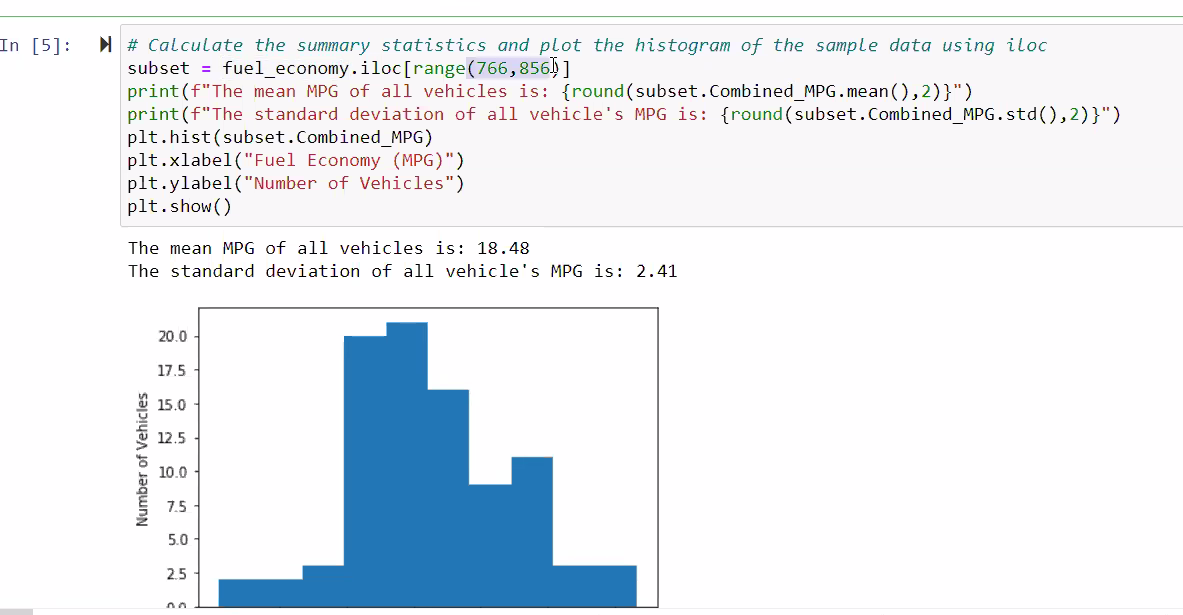 In [5]:
# Calculate the summary statistics and plot the histogram of the sample data using iloc
subset = fuel_economy.iloc[range(766,856)]
print(f"The mean MPG of all vehicles is: {round(subset.Combined_MPG.mean(),2)}")
print(f"The standard deviation of all vehicle's MPG is: {round(subset.Combined_MPG.std(),2)}")
plt.hist(subset.Combined_MPG)
plt.xlabel("Fuel Economy (MPG)")
plt.ylabel("Number of Vehicles")
plt.show()
The mean MPG of all vehicles is: 18.48
The standard deviation of all vehicle's MPG is: 2.41
20.0
17.5
15.0
12.5
10.0
7.5
5.0
2.5
0.0
Number of Vehicles